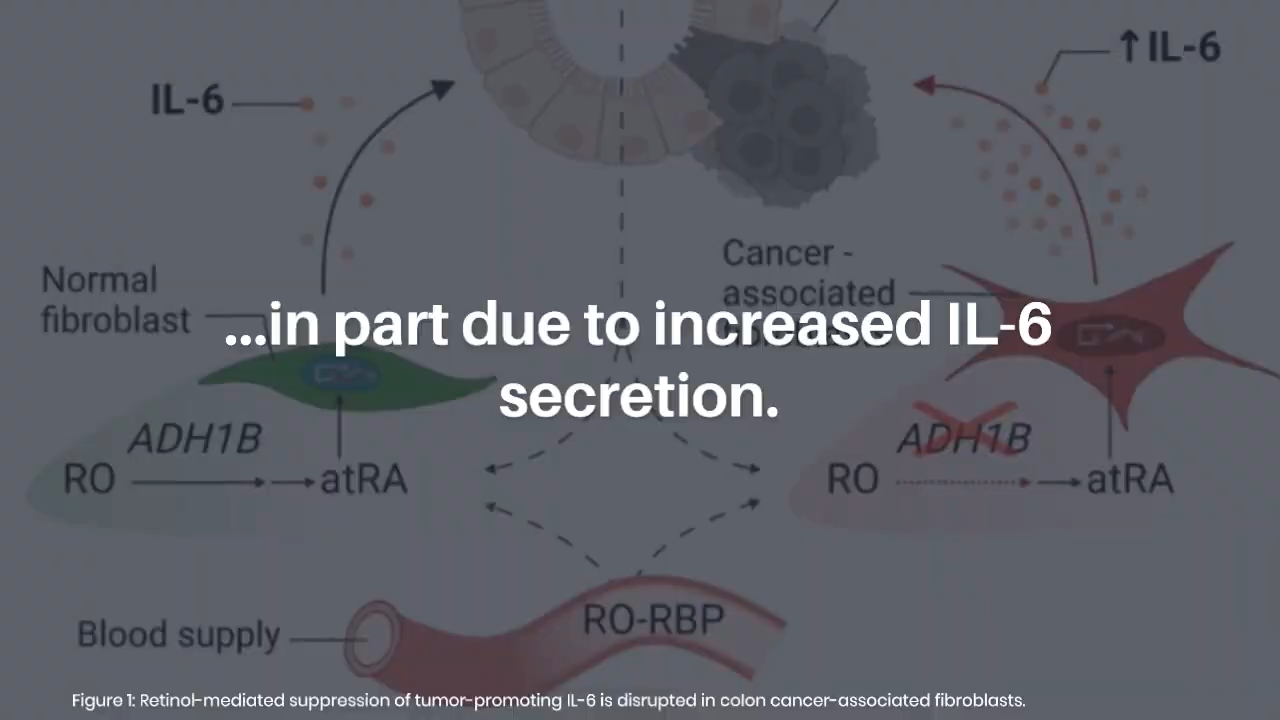 ↑IL-6
IL-6
Cancer -
associated
Normal
fibroblast
...in part due to increased IL-6
secretion.
ADH1B
RO
atRA
ADH1B
RO
atRA
RO-RBP
Blood supply
Figure 1: Retinol-mediated suppression of tumor-promoting IL-6 is disrupted in colon cancer-associated fibroblasts.